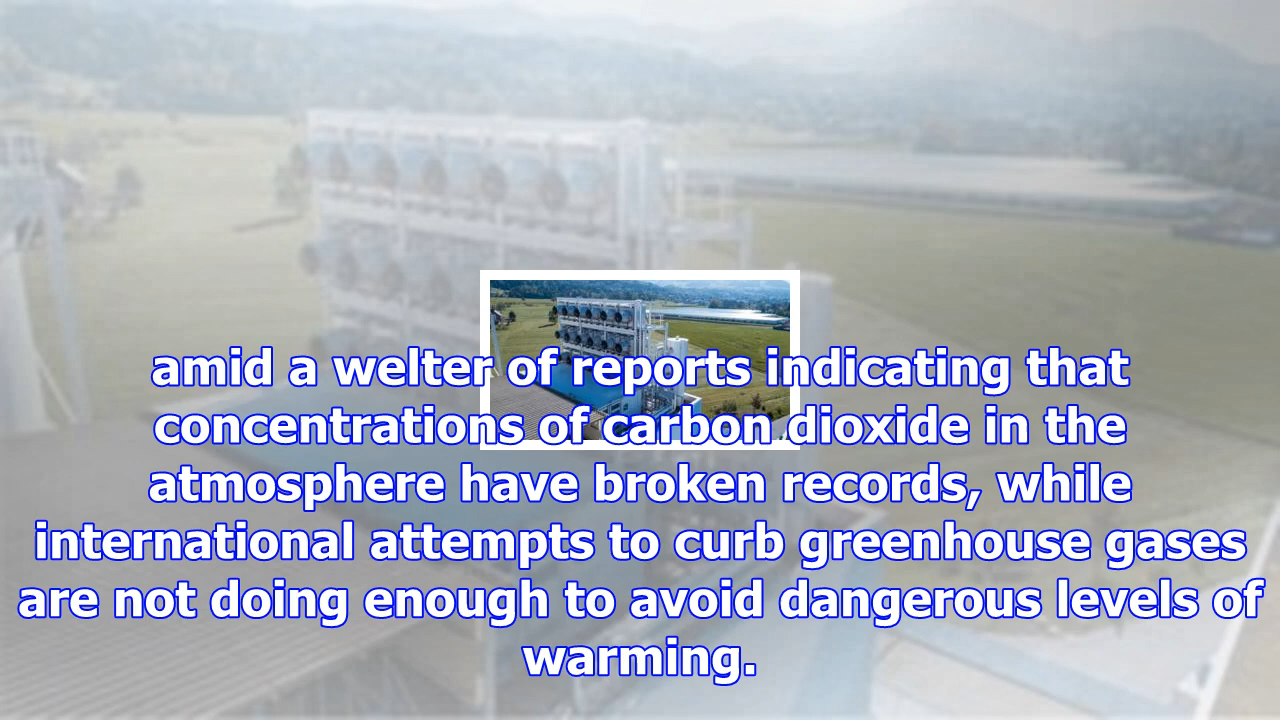 amid a welter of reports indicating that
concentrations of carbon dioxide in the
atmosphere have broken records, while
international attempts to curb greenhouse gases
are not doing enough to avoid dangerous levels of
warming.